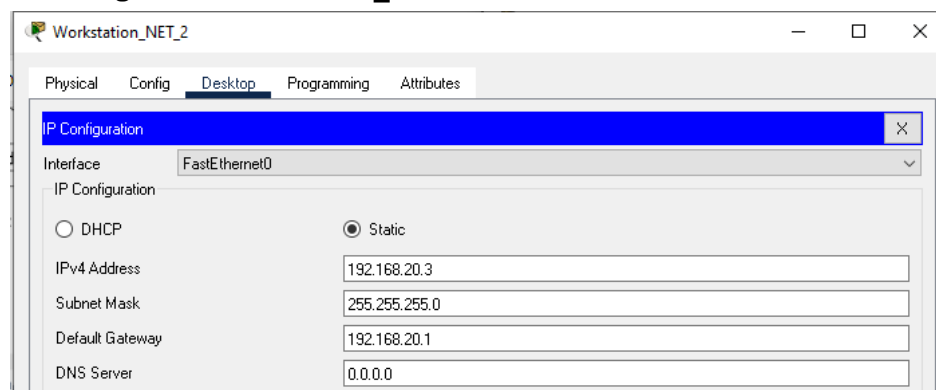 Workstation_NET_2
Physical Config Desktop Programming Attributes
IP Configuration X
Interface FastEthernet0
IP Configuration
DHCP Static
IPv4 Address 192.168.20.3
Subnet Mask 255.255.255.0
Default Gateway 192.168.20.1
DNS Server 0.0.0.0